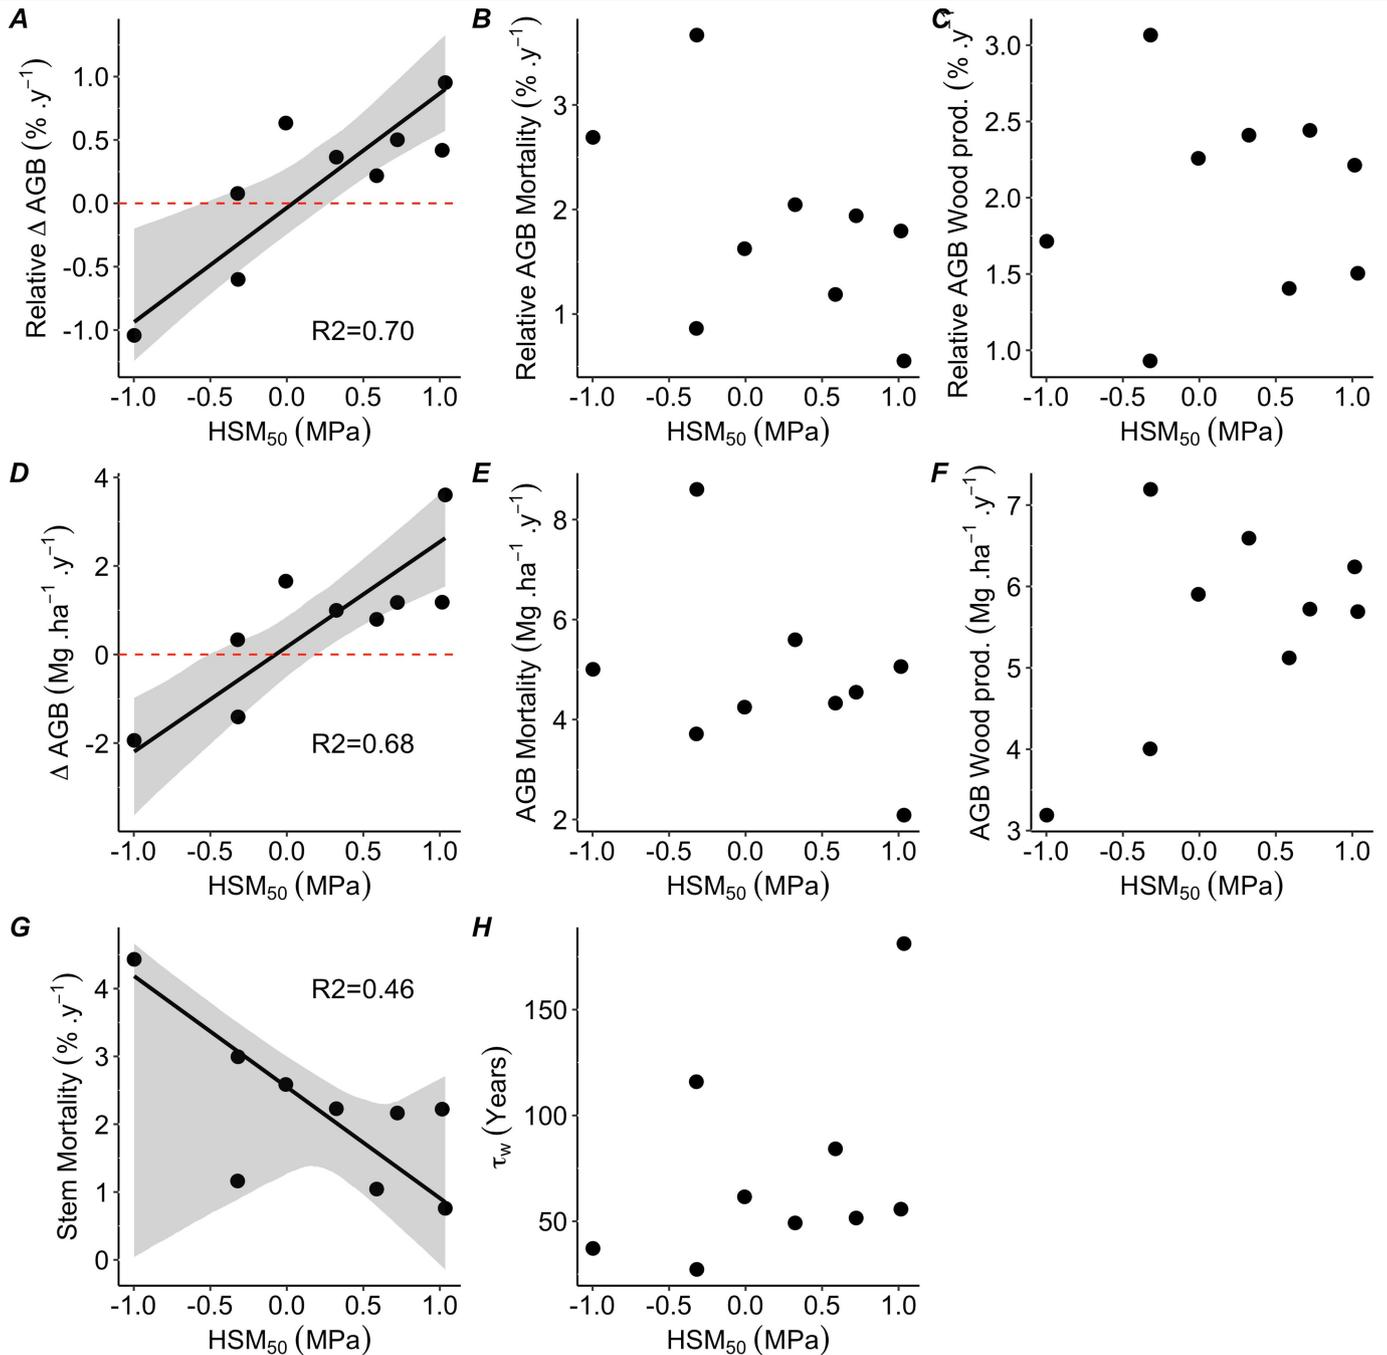 A
Relative Δ AGB (% .y⁻¹)
1.0
0.5
0.0
-0.5
-1.0
R2=0.70
-1.0 -0.5 0.0 0.5 1.0
HSM₅₀ (MPa)
B
Relative AGB Mortality (% .y⁻¹)
3
2
1
-1.0 -0.5 0.0 0.5 1.0
HSM₅₀ (MPa)
C
Relative AGB Wood prod. (% .y⁻
3.0
2.5
2.0
1.5
1.0
-1.0 -0.5 0.0 0.5 1.0
HSM₅₀ (MPa)
D
Δ AGB (Mg .ha⁻¹ .y⁻¹)
4
2
0
-2
R2=0.68
-1.0 -0.5 0.0 0.5 1.0
HSM₅₀ (MPa)
E
AGB Mortality (Mg .ha⁻¹ .y⁻¹)
8
6
4
2
-1.0 -0.5 0.0 0.5 1.0
HSM₅₀ (MPa)
F
AGB Wood prod. (Mg .ha⁻¹ .y⁻¹)
7
6
5
4
3
-1.0 -0.5 0.0 0.5 1.0
HSM₅₀ (MPa)
G
Stem Mortality (% .y⁻¹)
4
3
2
1
0
R2=0.46
-1.0 -0.5 0.0 0.5 1.0
HSM₅₀ (MPa)
H
τw (Years)
150
100
50
-1.0 -0.5 0.0 0.5 1.0
HSM₅₀ (MPa)